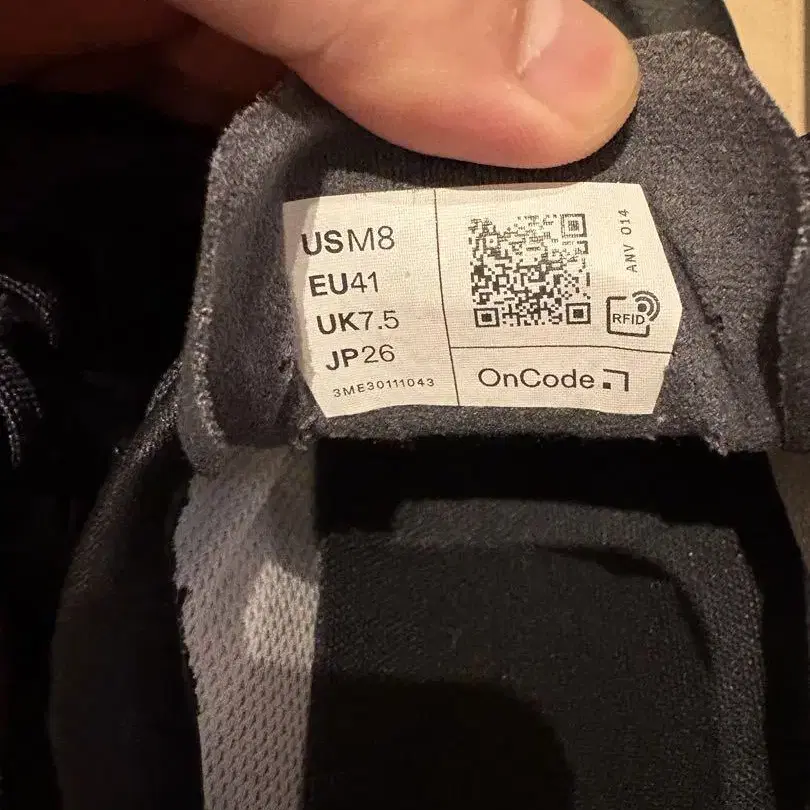 USM8
EU41
UK7.5
JP26
3ME30111043
ANV 014
RFID
OnCode